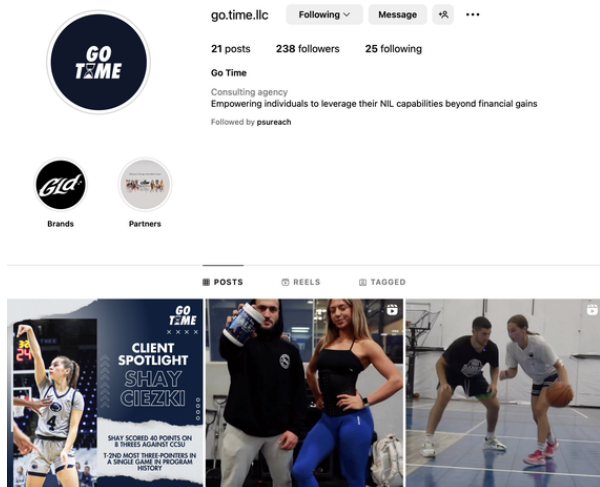 go.time.llc Following Message
21 posts 238 followers 25 following
Go Time
Consulting agency
Empowering individuals to leverage their NIL capabilities beyond financial gains
Followed by psureach
GO
TIME
GLD
Brands Partners
POSTS REELS TAGGED
GO
TIME
CLIENT
SPOTLIGHT
SHAY
CIEZKI
SHAY SCORED 40 POINTS ON
8 THREES AGAINST CCSU
T-2ND MOST THREE-POINTERS IN
A SINGLE GAME IN PROGRAM
HISTORY
4